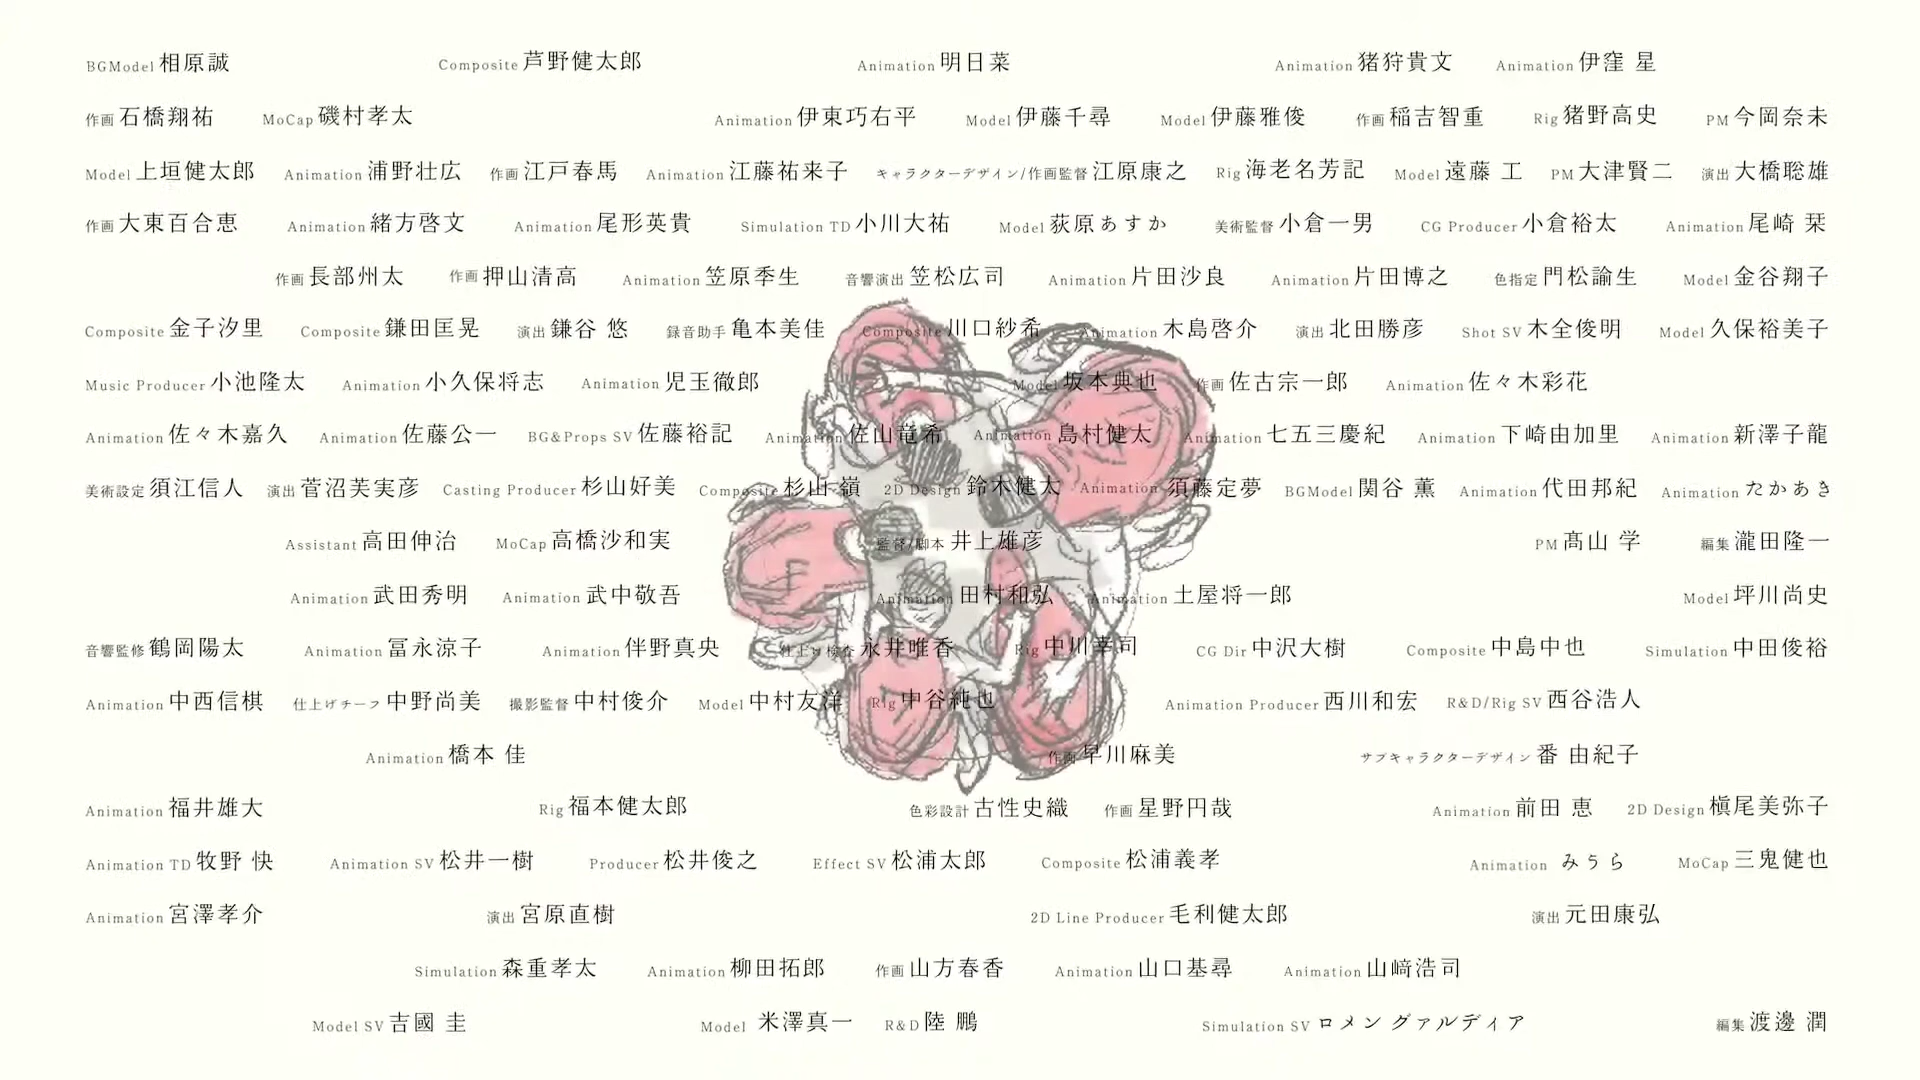 BGModel 相原誠 Composite 芦野健太郎 Animation 明日菜 Animation 猪狩貴文 Animation 伊窪 星
作画 石橋翔祐 MoCap 磯村孝太 Animation 伊東巧右平 Model 伊藤千尋 Model 伊藤雅俊 作画 稲吉智重 Rig 猪野高史 PM 今岡奈未
Model 上垣健太郎 Animation 浦野壮広 作画 江戸春馬 Animation 江藤祐来子 キャラクターデザイン/作画監督 江原康之 Rig 海老名芳記 Model 遠藤 工 PM 大津賢二 演出 大橋聡雄
作画 大東百合恵 Animation 緒方啓文 Animation 尾形英貴 Simulation TD 小川大祐 Model 荻原あすか 美術監督 小倉一男 CG Producer 小倉裕太 Animation 尾崎 栞
作画 長部州太 作画 押山清高 Animation 笠原季生 音響演出 笠松広司 Animation 片田沙良 Animation 片田博之 色指定 門松諭生 Model 金谷翔子
Composite 金子汐里 Composite 鎌田匡晃 演出 鎌谷 悠 録音助手 亀本美佳 Composite 川口紗希 Animation 木島啓介 演出 北田勝彦 Shot SV 木全俊明 Model 久保裕美子
Music Producer 小池隆太 Animation 小久保将志 Animation 児玉徹郎 Model 坂本典也 作画 佐古宗一郎 Animation 佐々木彩花
Animation 佐々木嘉久 Animation 佐藤公一 BG&Props SV 佐藤裕記 Animation 佐山竜希 Animation 島村健太 Animation 七五三慶紀 Animation 下崎由加里 Animation 新澤子龍
美術設定 須江信人 演出 菅沼芙実彦 Casting Producer 杉山好美 Composite 杉山 嶺 2D Design 鈴木健太 Animation 須藤定夢 BGModel 関谷 薫 Animation 代田邦紀 Animation たかあき
Assistant 高田伸治 MoCap 高橋沙和実 監督/脚本 井上雄彦 PM 髙山 学 編集 瀧田隆一
Animation 武田秀明 Animation 武中敬吾 Animation 田村和弘 Animation 土屋将一郎 Model 坪川尚史
音響監修 鶴岡陽太 Animation 冨永涼子 Animation 伴野真央 仕上げ検査 永井唯香 Rig 中川幸司 CG Dir 中沢大樹 Composite 中島中也 Simulation 中田俊裕
Animation 中西信棋 仕上げチーフ 中野尚美 撮影監督 中村俊介 Model 中村友洋 Rig 中谷純也 Animation Producer 西川和宏 R&D/Rig SV 西谷浩人
Animation 橋本 佳 作画 早川麻美 サブキャラクターデザイン 番 由紀子
Animation 福井雄大 Rig 福本健太郎 色彩設計 古性史織 作画 星野円哉 Animation 前田 恵 2D Design 槇尾美弥子
Animation TD 牧野 快 Animation SV 松井一樹 Producer 松井俊之 Effect SV 松浦太郎 Composite 松浦義孝 Animation みうら MoCap 三鬼健也
Animation 宮澤孝介 演出 宮原直樹 2D Line Producer 毛利健太郎 演出 元田康弘
Simulation 森重孝太 Animation 柳田拓郎 作画 山方春香 Animation 山口基尋 Animation 山﨑浩司
Model SV 吉國 圭 Model 米澤真一 R&D 陸 鵬 Simulation SV ロメン グァルディア 編集 渡邊 潤